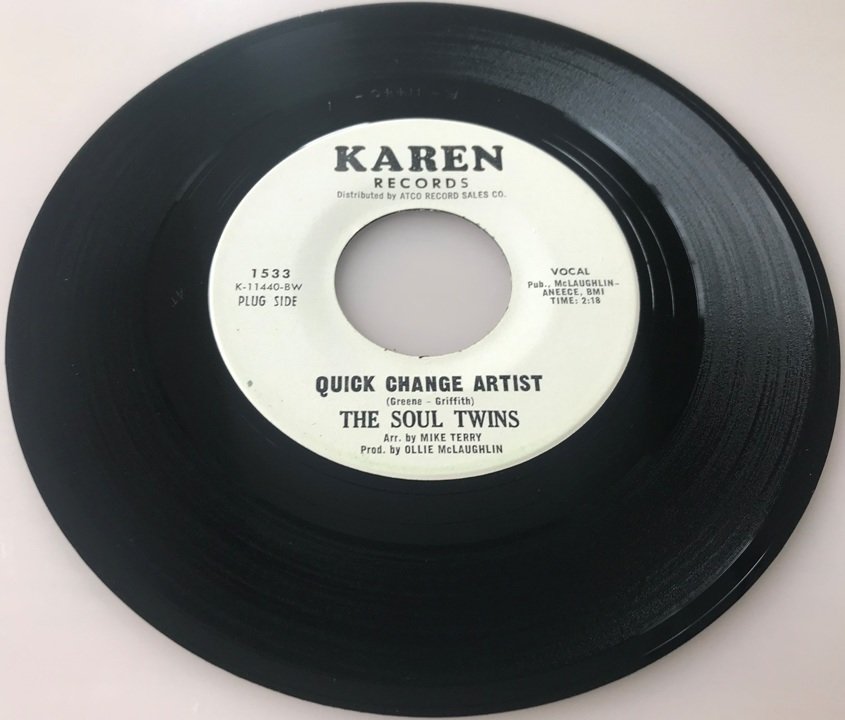 KAREN
RECORDS
Distributed by ATCO RECORD SALES CO.
1533
K-11440-BW
PLUG SIDE
VOCAL
Pub., McLAUGHLIN-
ANEECE, BMI
TIME: 2:18
QUICK CHANGE ARTIST
(Greene - Griffith)
THE SOUL TWINS
Arr. by MIKE TERRY
Prod. by OLLIE McLAUGHLIN